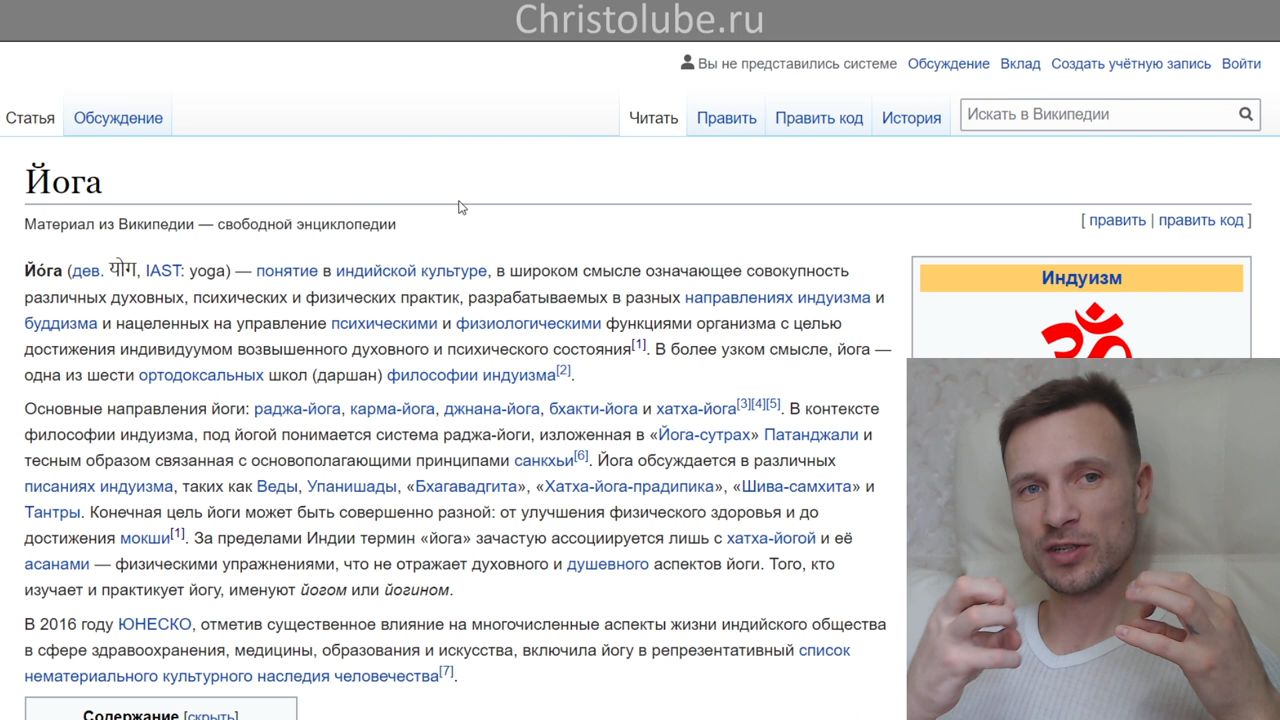 Christolube.ru
Вы не представились системе Обсуждение Вклад Создать учётную запись Войти
Статья Обсуждение Читать Править Править код История Искать в Википедии
Йога
Материал из Википедии — свободной энциклопедии
[ править | править код ]
Йо́га (дев. योग, IAST: yoga) — понятие в индийской культуре, в широком смысле означающее совокупность
различных духовных, психических и физических практик, разрабатываемых в разных направлениях индуизма и
буддизма и нацеленных на управление психическими и физиологическими функциями организма с целью
достижения индивидуумом возвышенного духовного и психического состояния[1]. В более узком смысле, йога —
одна из шести ортодоксальных школ (даршан) философии индуизма[2].
Индуизм
ॐ
Основные направления йоги: раджа-йога, карма-йога, джнана-йога, бхакти-йога и хатха-йога[3][4][5]. В контексте
философии индуизма, под йогой понимается система раджа-йоги, изложенная в «Йога-сутрах» Патанджали и
тесным образом связанная с основополагающими принципами санкхьи[6]. Йога обсуждается в различных
писаниях индуизма, таких как Веды, Упанишады, «Бхагавадгита», «Хатха-йога-прадипика», «Шива-самхита» и
Тантры. Конечная цель йоги может быть совершенно разной: от улучшения физического здоровья и до
достижения мокши[1]. За пределами Индии термин «йога» зачастую ассоциируется лишь с хатха-йогой и её
асанами — физическими упражнениями, что не отражает духовного и душевного аспектов йоги. Того, кто
изучает и практикует йогу, именуют йогом или йогином.
В 2016 году ЮНЕСКО, отметив существенное влияние на многочисленные аспекты жизни индийского общества
в сфере здравоохранения, медицины, образования и искусства, включила йогу в репрезентативный список
нематериального культурного наследия человечества[7].
Содержание [скрыть]